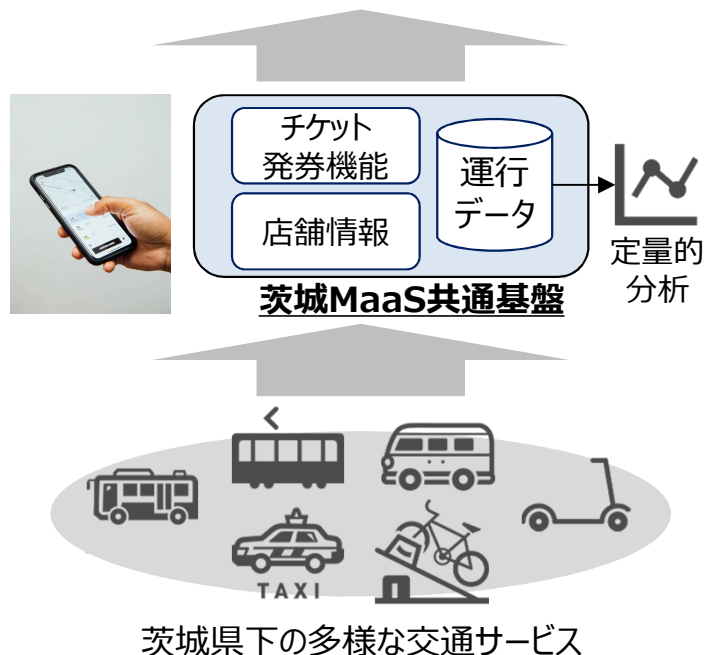 チケット
発券機能
店舗情報
運行
データ
定量的
分析
茨城MaaS共通基盤
TAXI
茨城県下の多様な交通サービス